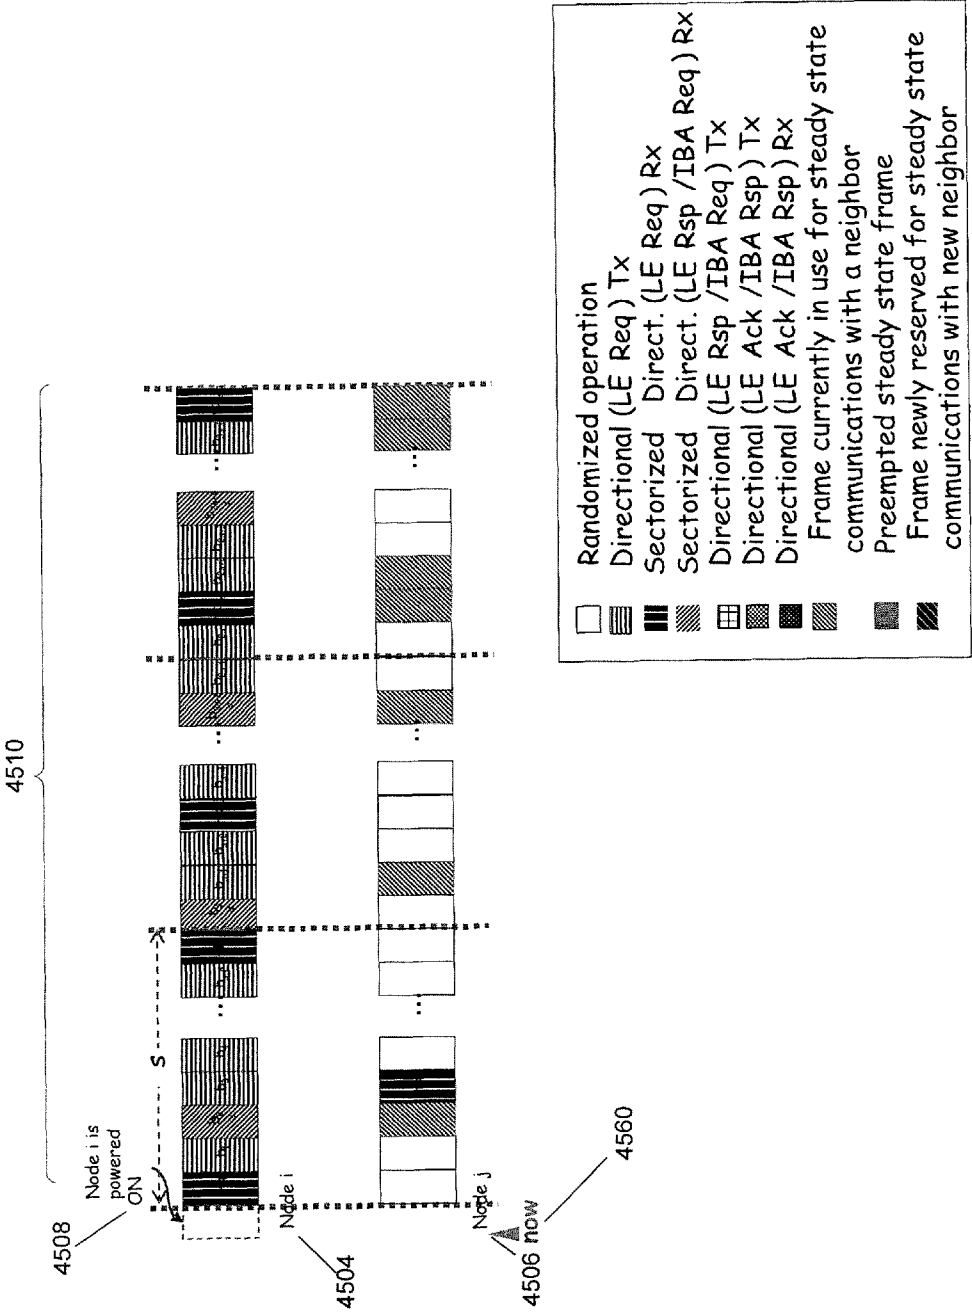 4510
4508
Node i is
powered
ON
S
Node i
4504
Node j
4506
now
4560
Randomized operation
Directional (LE Req) Tx
Sectorized Direct. (LE Req) Rx
Sectorized Direct. (LE Rsp /IBA Req) Rx
Directional (LE Rsp /IBA Req) Tx
Directional (LE Ack /IBA Rsp) Tx
Directional (LE Ack /IBA Rsp) Rx
Frame currently in use for steady state
communications with a neighbor
Preempted steady state frame
Frame newly reserved for steady state
communications with new neighbor